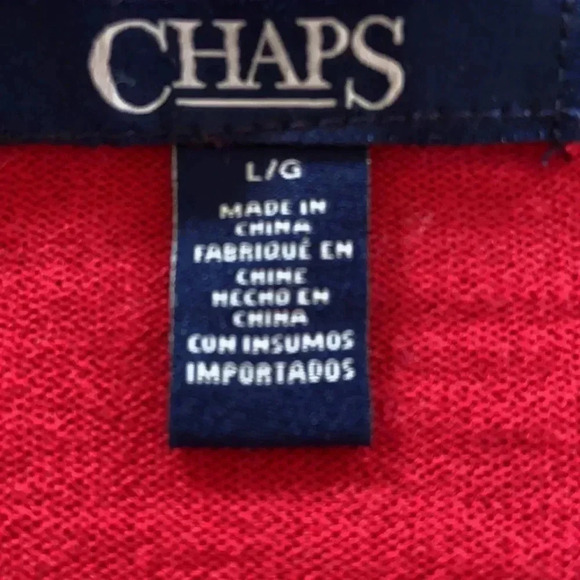 CHAPS
L/G
MADE IN
CHINA
FABRIQUÉ EN
CHINE
HECHO EN
CHINA
CON INSUMOS
IMPORTADOS